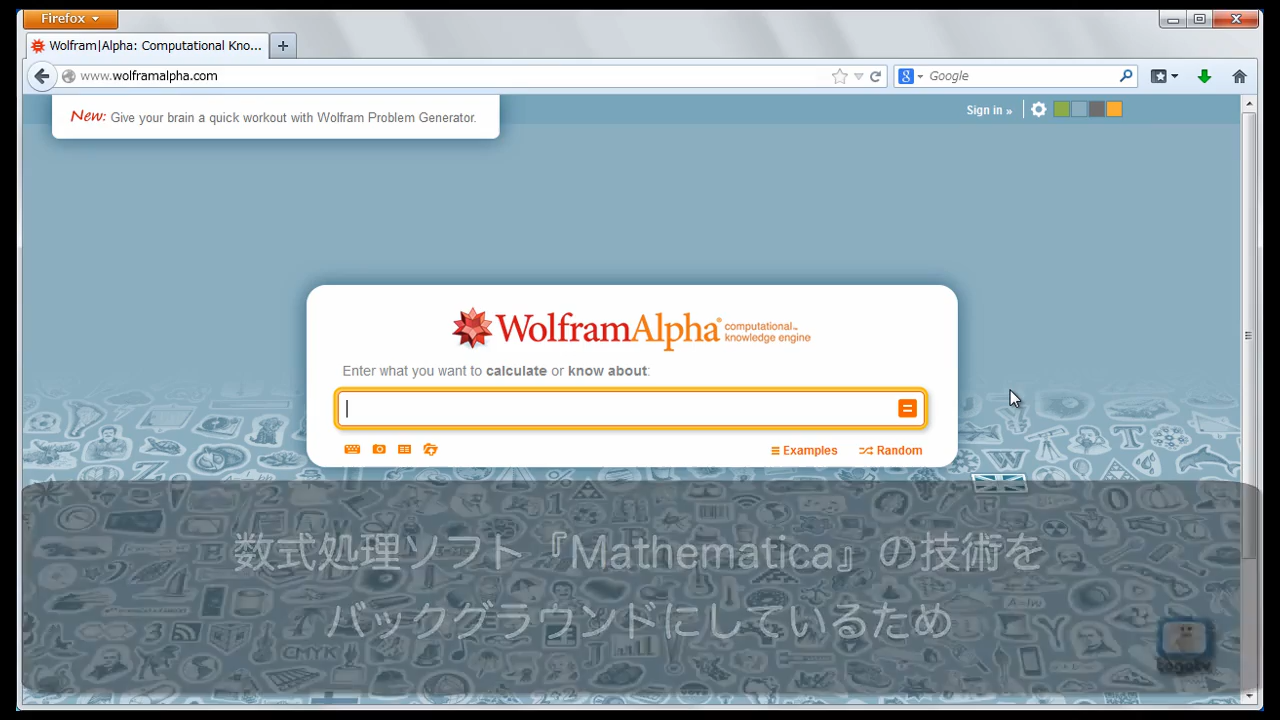 Firefox
Wolfram|Alpha: Computational Kno...
www.wolframalpha.com
Google
New: Give your brain a quick workout with Wolfram Problem Generator.
Sign in »
WolframAlpha computational knowledge engine
Enter what you want to calculate or know about:
Examples
Random
数式処理ソフト『Mathematica』の技術を
バックグラウンドにしているため
CMYK
togotv